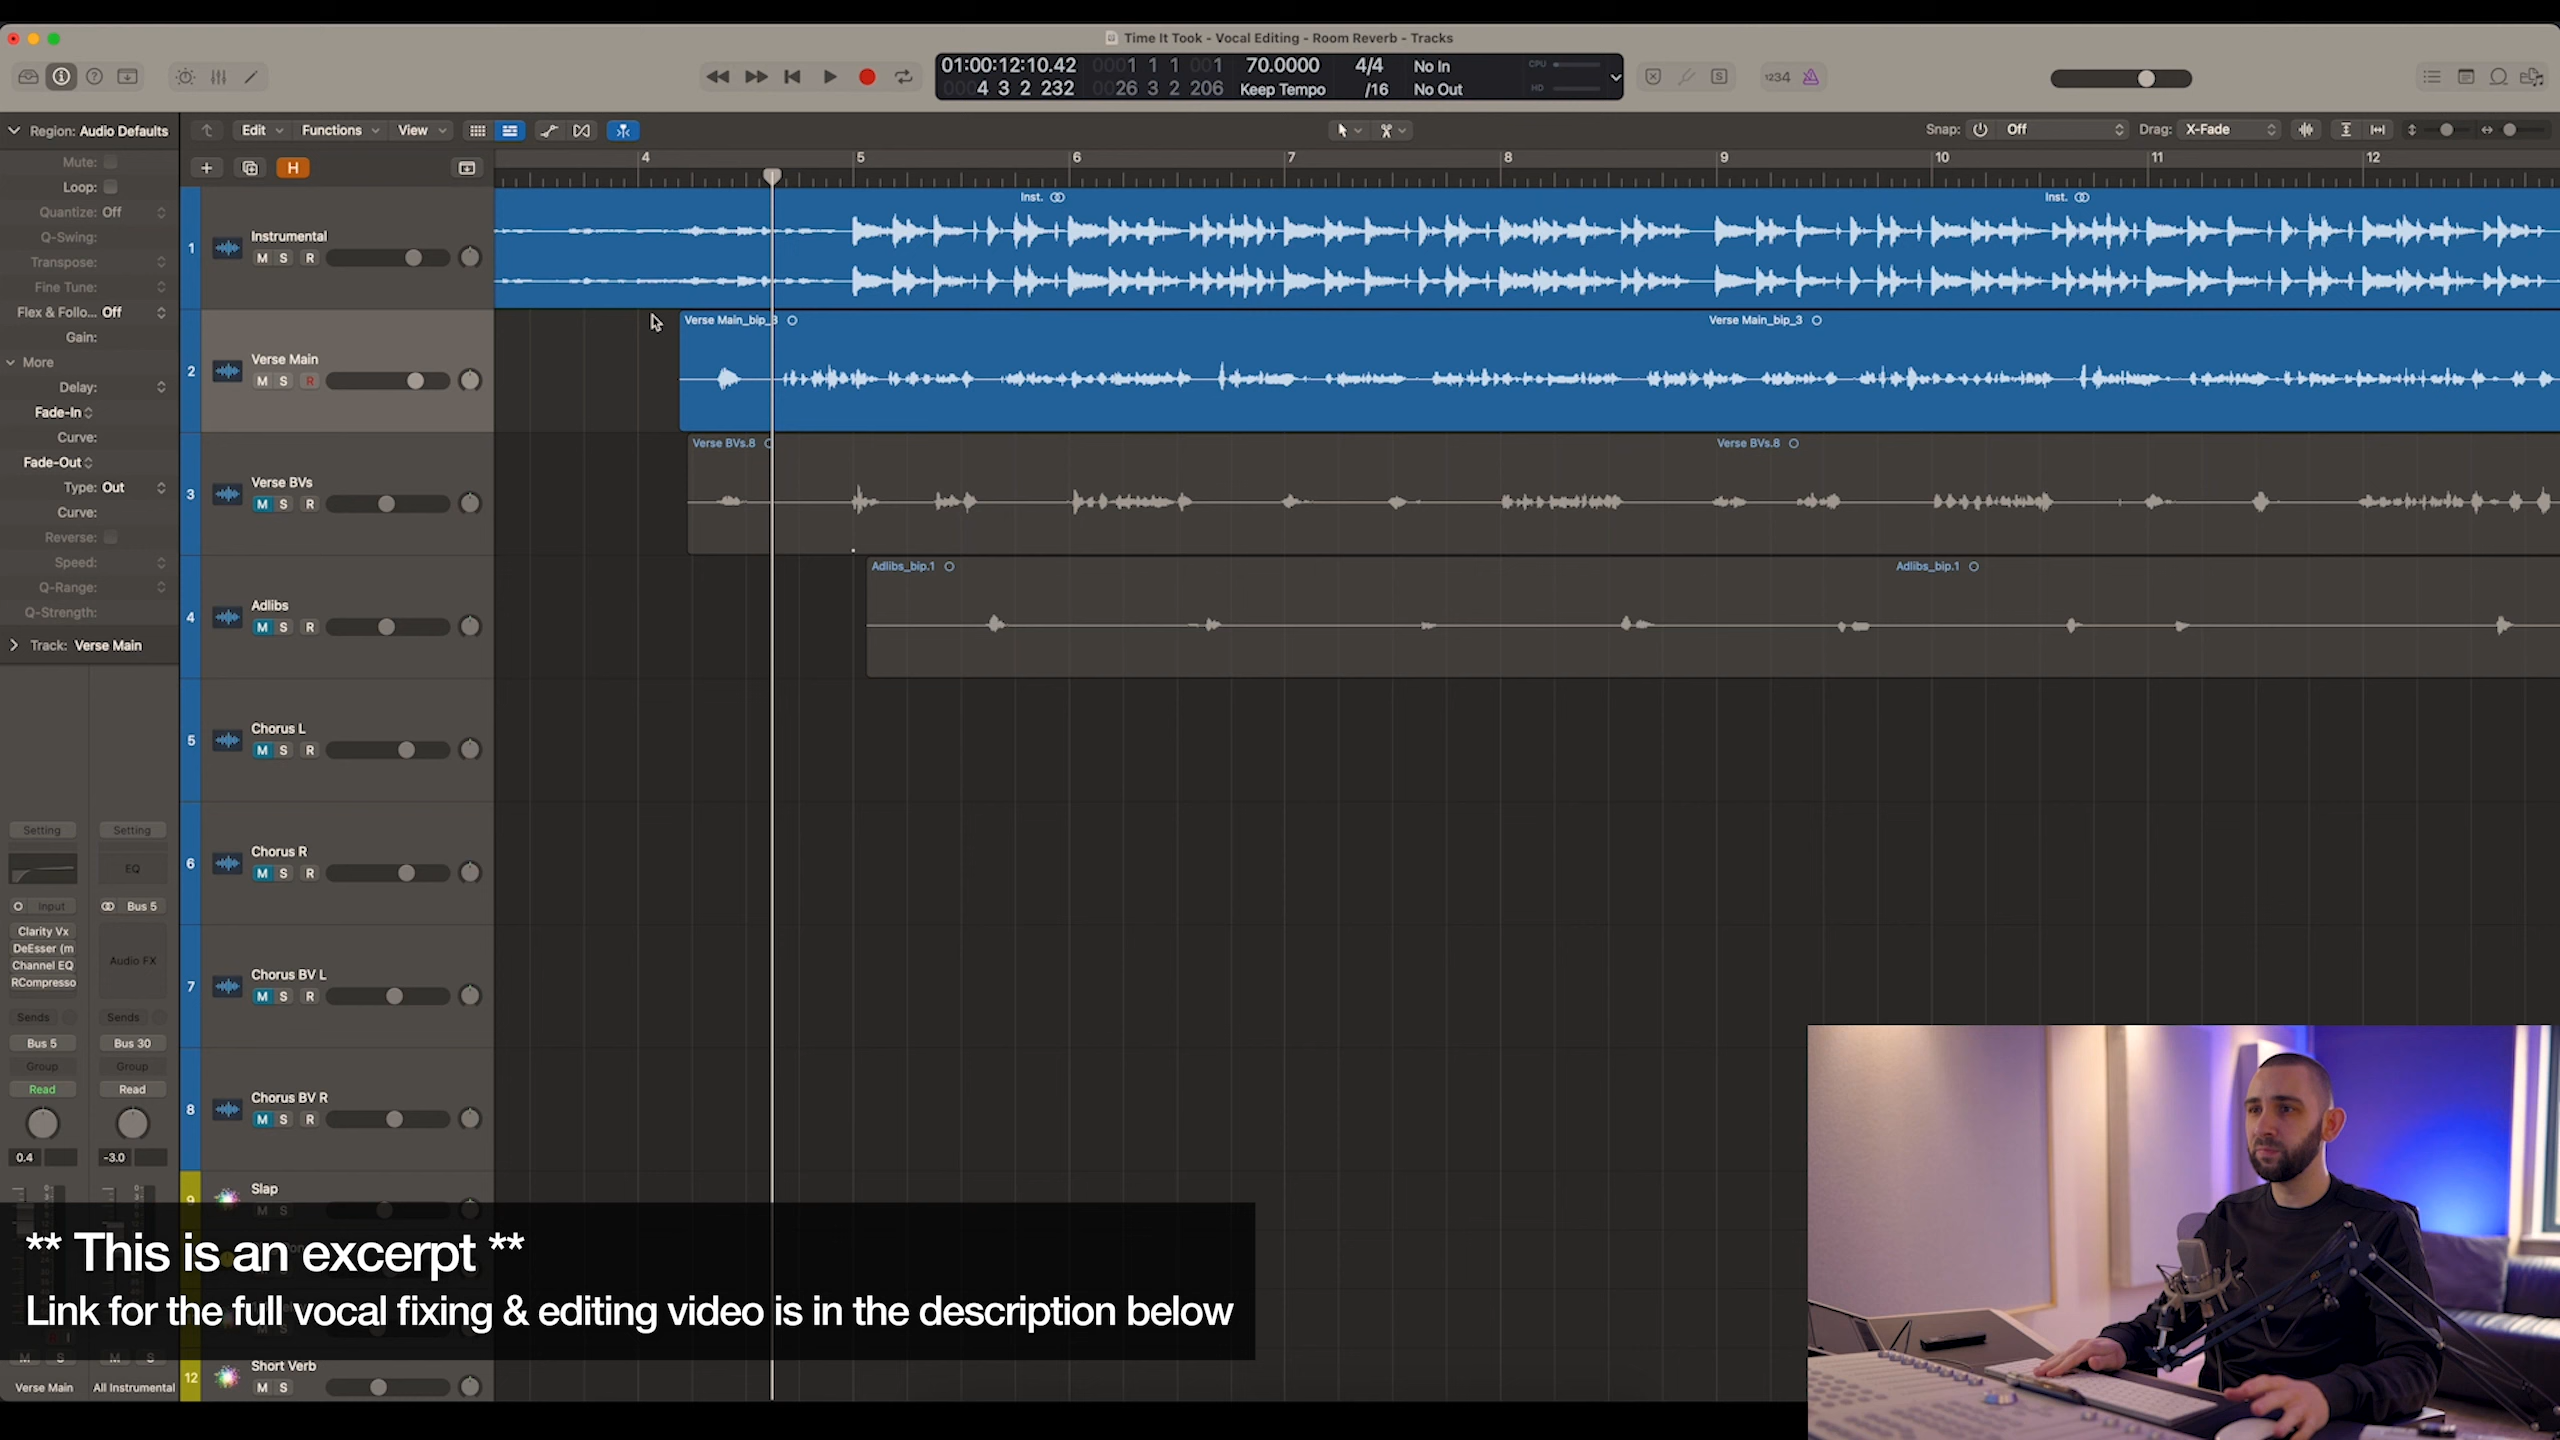 Time It Took - Vocal Editing - Room Reverb - Tracks
01:00:12:10.42 0001 1 1 001 70.0000 4/4 No In CPU
0004 3 2 232 0026 3 2 206 Keep Tempo /16 No Out HD
1234
Region: Audio Defaults
Edit Functions View
Snap: Off Drag: X-Fade
Mute:
Loop:
Quantize: Off
Q-Swing:
Transpose:
Fine Tune:
Flex & Follo... Off
Gain:
More
Delay:
Fade-In
Curve:
Fade-Out
Type: Out
Curve:
Reverse:
Speed:
Q-Range:
Q-Strength:
Track: Verse Main
H
4 5 6 7 8 9 10 11 12
1 Instrumental
M S R
Inst. Inst.
2 Verse Main
M S R
Verse Main_bip_3 Verse Main_bip_3
3 Verse BVs
M S R
Verse BVs.8 Verse BVs.8
4 Adlibs
M S R
Adlibs_bip.1 Adlibs_bip.1
5 Chorus L
M S R
6 Chorus R
M S R
7 Chorus BV L
M S R
8 Chorus BV R
M S R
9 Slap
M S
12 Short Verb
M S
Setting Setting
EQ
Input Bus 5
Clarity Vx
DeEsser (m
Channel EQ
RCompresso
Audio FX
Sends Sends
Bus 5 Bus 30
Group Group
Read Read
0.4 -3.0
M S M S
Verse Main All Instrumental
** This is an excerpt **
Link for the full vocal fixing & editing video is in the description below